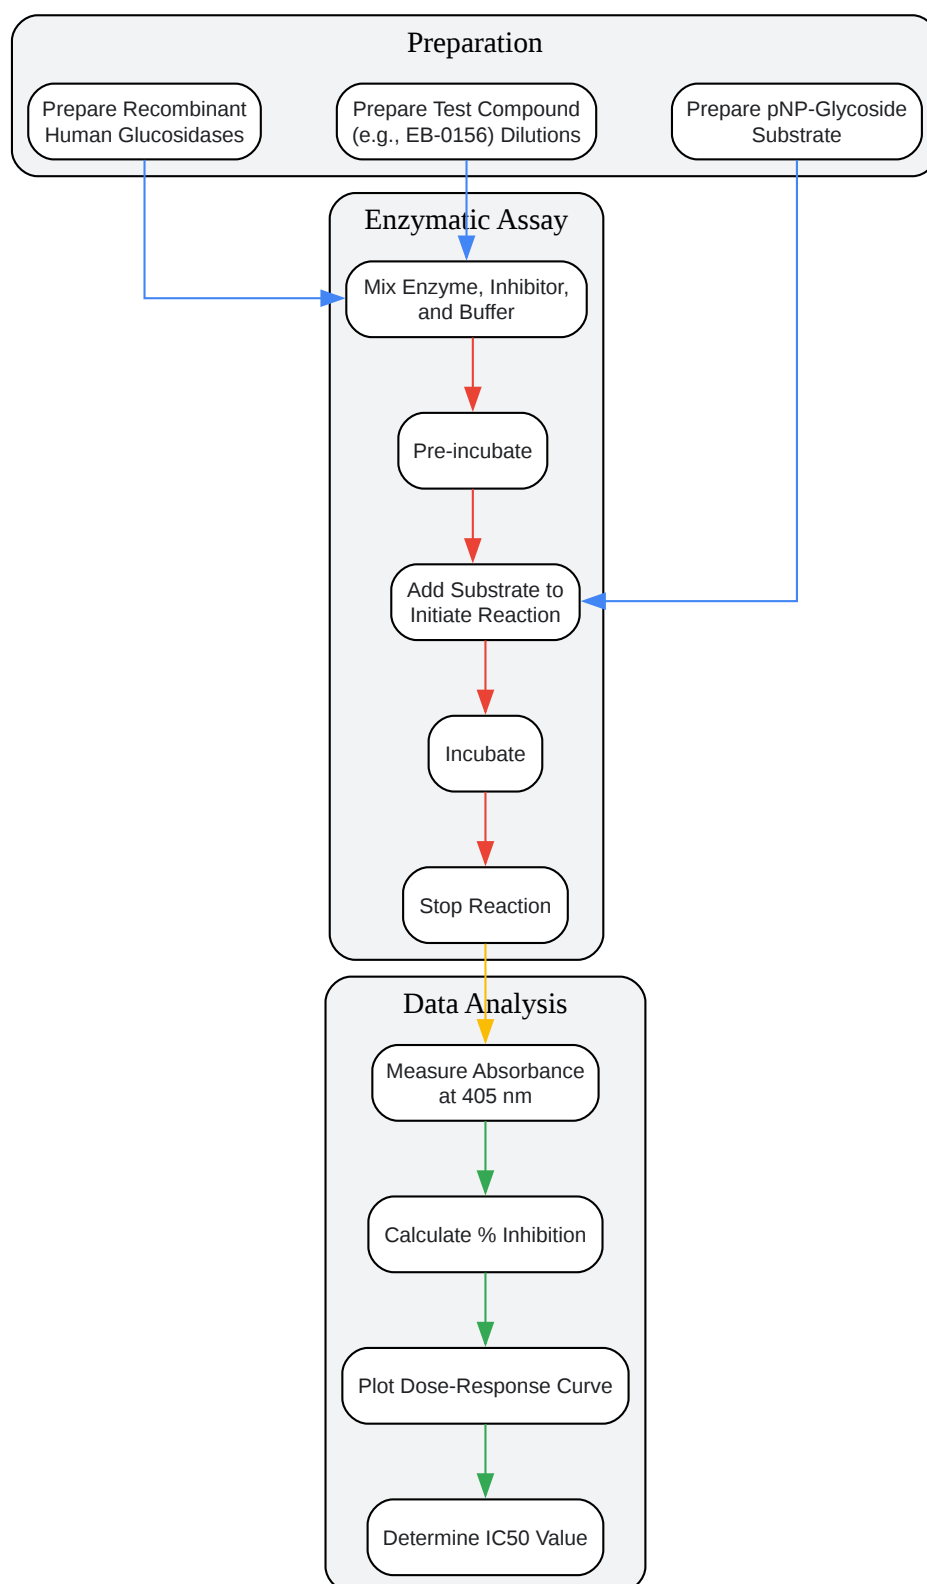 Preparation
Prepare Recombinant
Human Glucosidases
Prepare Test Compound
(e.g., EB-0156) Dilutions
Prepare pNP-Glycoside
Substrate
Enzymatic Assay
Mix Enzyme, Inhibitor,
and Buffer
Pre-incubate
Add Substrate to
Initiate Reaction
Incubate
Stop Reaction
Data Analysis
Measure Absorbance
at 405 nm
Calculate % Inhibition
Plot Dose-Response Curve
Determine IC50 Value